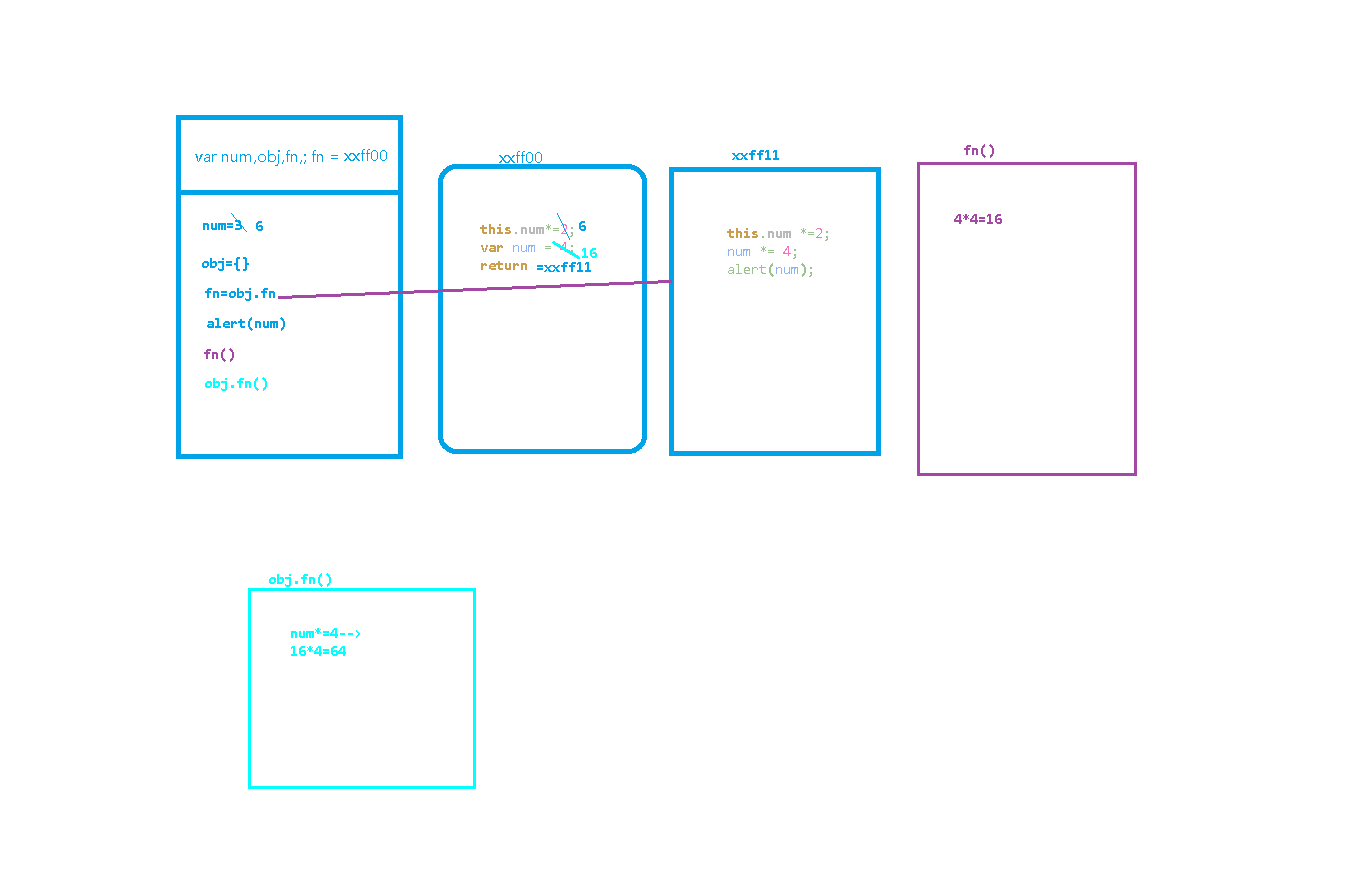 var num,obj,fn,; fn = xxff00
num=3 6
obj={}
fn=obj.fn
alert(num)
fn()
obj.fn()
xxff00
this.num*=2; 6
var num = 4; 16
return =xxff11
xxff11
this.num *=2;
num *= 4;
alert(num);
fn()
4*4=16
obj.fn()
num*=4-->
16*4=64